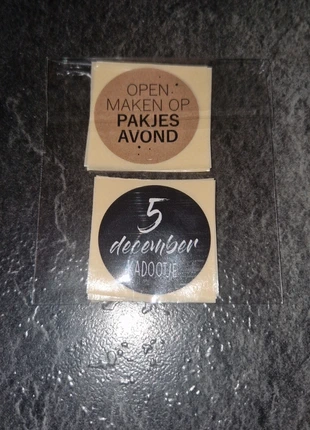 OPEN
MAKEN OP
PAKJES
AVOND
5
december
KADOOTJE